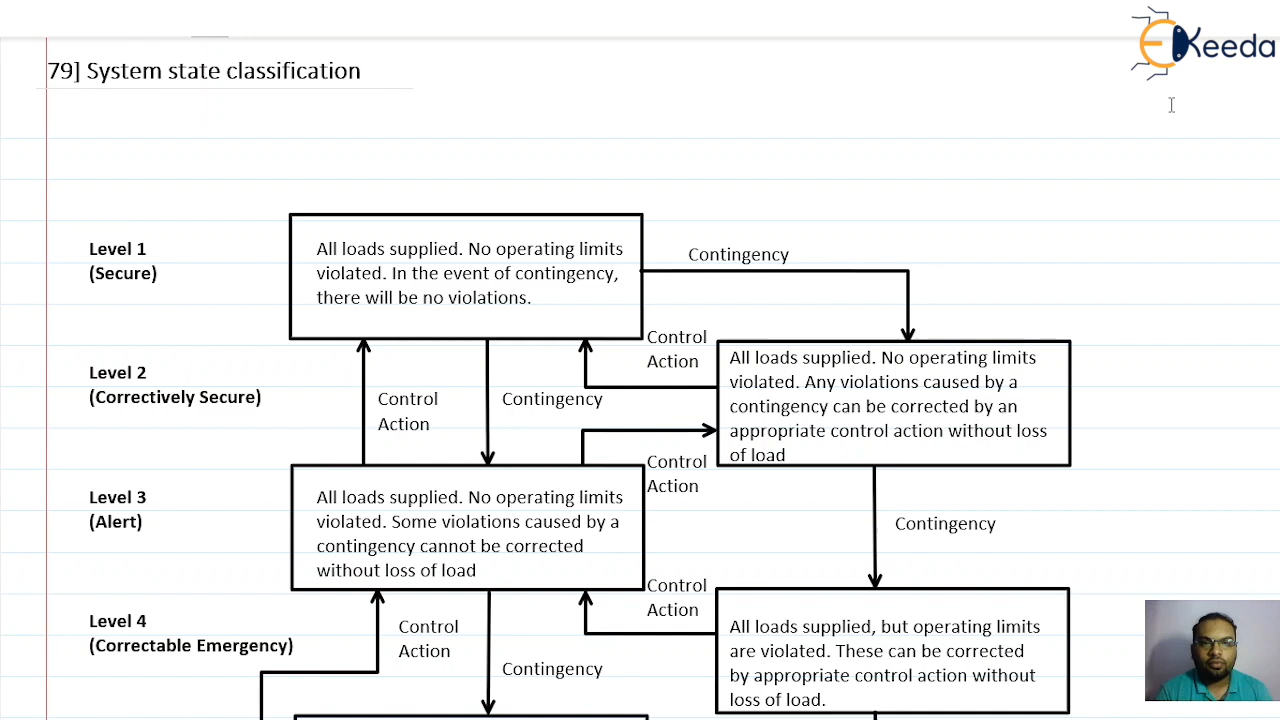 Keeda
79] System state classification
Level 1
(Secure)
All loads supplied. No operating limits
violated. In the event of contingency,
there will be no violations.
Contingency
Control
Action
Level 2
(Correctively Secure)
All loads supplied. No operating limits
violated. Any violations caused by a
contingency can be corrected by an
appropriate control action without loss
of load
Control
Action
Contingency
Control
Action
Level 3
(Alert)
All loads supplied. No operating limits
violated. Some violations caused by a
contingency cannot be corrected
without loss of load
Contingency
Control
Action
Level 4
(Correctable Emergency)
Control
Action
Contingency
All loads supplied, but operating limits
are violated. These can be corrected
by appropriate control action without
loss of load.